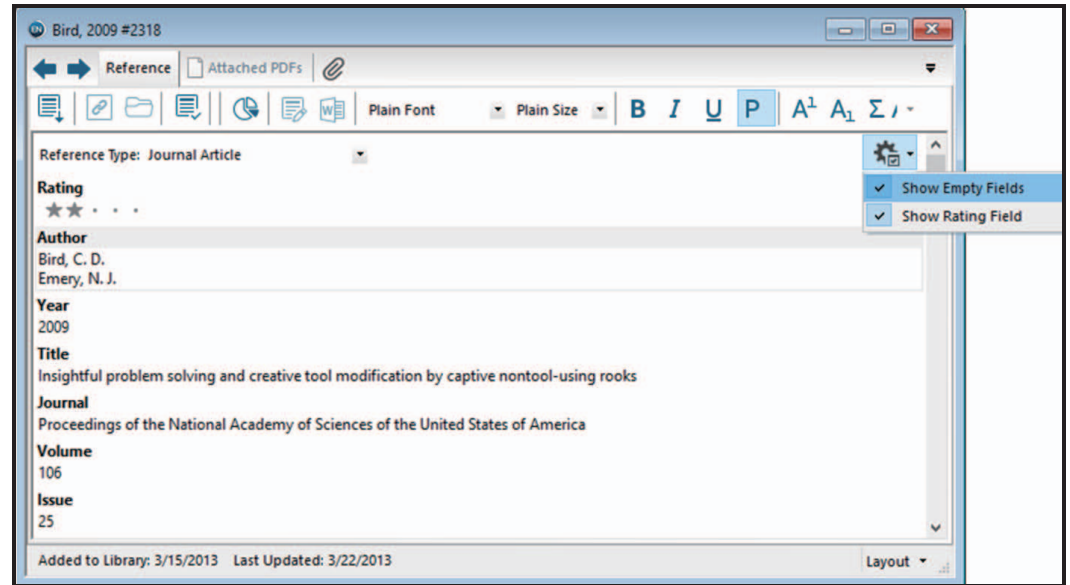 Bird, 2009 #2318
Reference Attached PDFs
Plain Font Plain Size B I U P A1 A1 Σ
Reference Type: Journal Article
Show Empty Fields
Show Rating Field
Rating
Author
Bird, C. D.
Emery, N. J.
Year
2009
Title
Insightful problem solving and creative tool modification by captive nontool-using rooks
Journal
Proceedings of the National Academy of Sciences of the United States of America
Volume
106
Issue
25
Added to Library: 3/15/2013 Last Updated: 3/22/2013 Layout